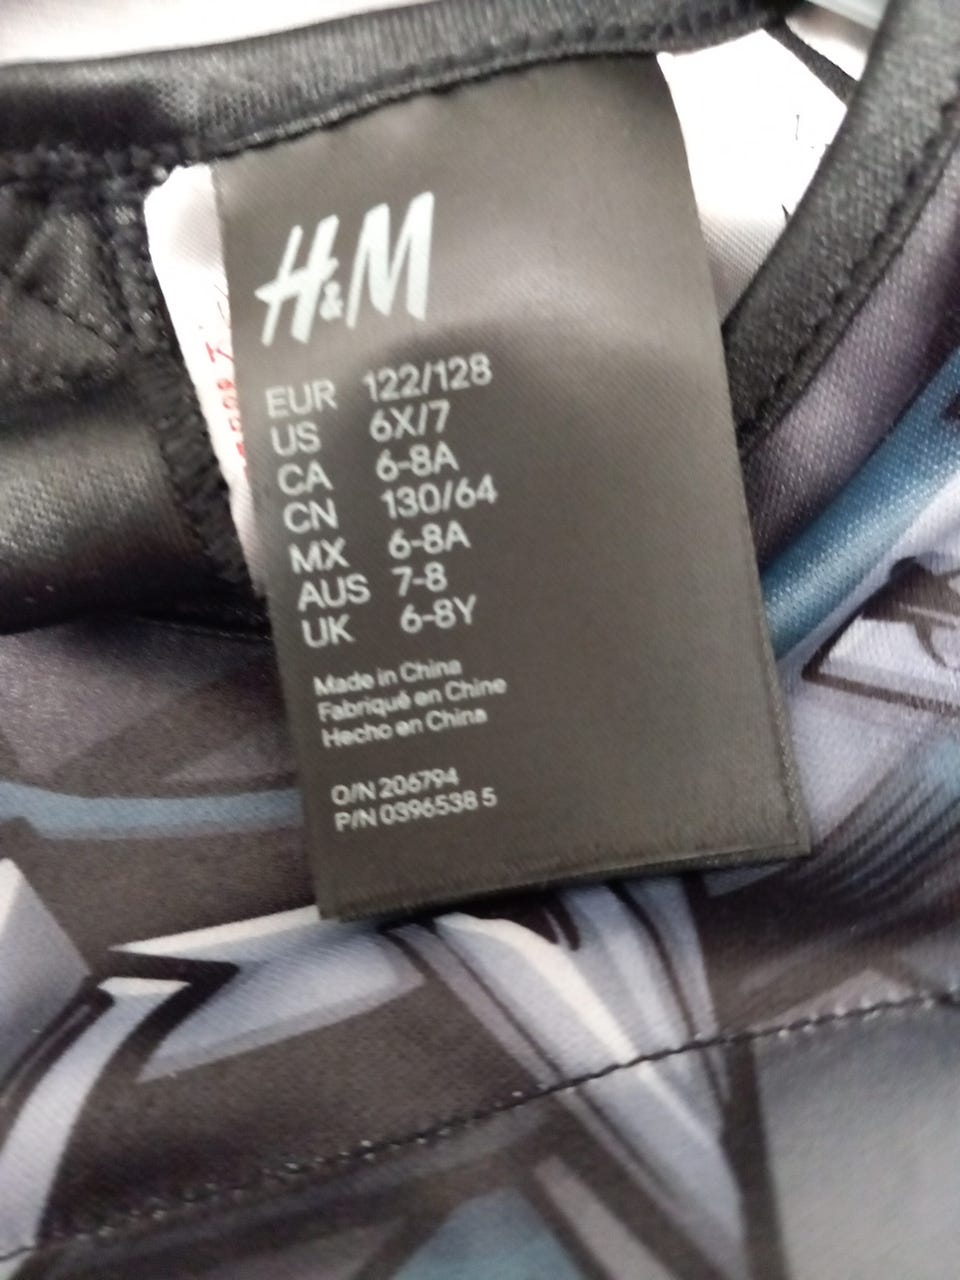 H&M
EUR 122/128
US 6X/7
CA 6-8A
CN 130/64
MX 6-8A
AUS 7-8
UK 6-8Y
Made in China
Fabriqué en Chine
Hecho en China
O/N 206794
P/N 0396538 5